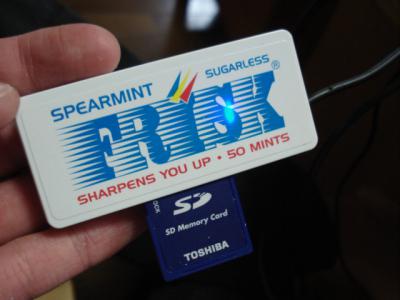 SPEARMINT SUGARLESS
FRISK®
SHARPENS YOU UP • 50 MINTS
SD
SD Memory Card
TOSHIBA